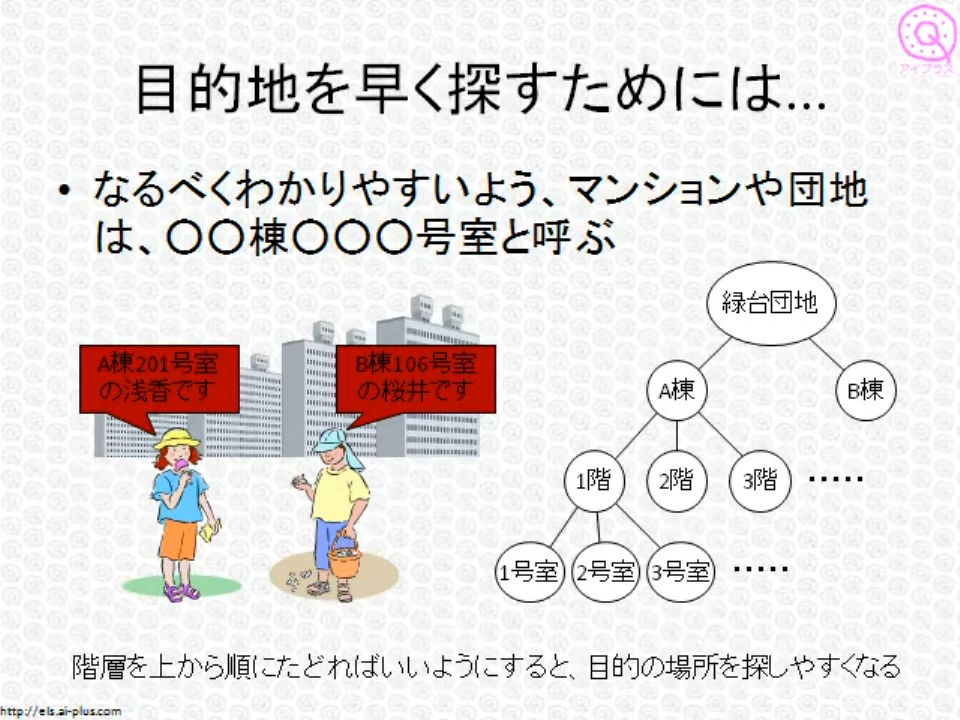 Q
アイプラス
目的地を早く探すためには…
• なるべくわかりやすいよう、マンションや団地
は、〇〇棟〇〇〇号室と呼ぶ
A棟201号室
の浅香です
B棟106号室
の桜井です
緑台団地
A棟
B棟
1階
2階
3階
・・・・・
1号室
2号室
3号室
・・・・・
階層を上から順にたどればいいようにすると、目的の場所を探しやすくなる
http://els.ai-plus.com